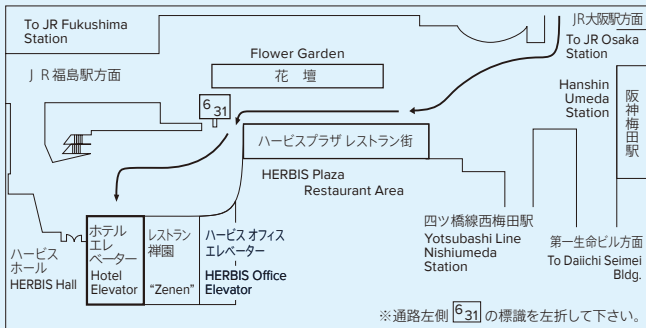 To JR Fukushima
Station
JR福島駅方面
Flower Garden
花壇
6 31
JR大阪駅方面
To JR Osaka
Station
Hanshin
Umeda
Station
阪神梅田駅
ハービスプラザ レストラン街
HERBIS Plaza
Restaurant Area
四ツ橋線西梅田駅
Yotsubashi Line
Nishiumeda
Station
第一生命ビル方面
To Daiichi Seimei
Bldg.
ハービス
ホール
HERBIS Hall
ホテル
エレ
ベーター
Hotel
Elevator
レストラン
禅園
“Zenen”
ハービス オフィス
エレベーター
HERBIS Office
Elevator
※通路左側 6 31 の標識を左折して下さい。